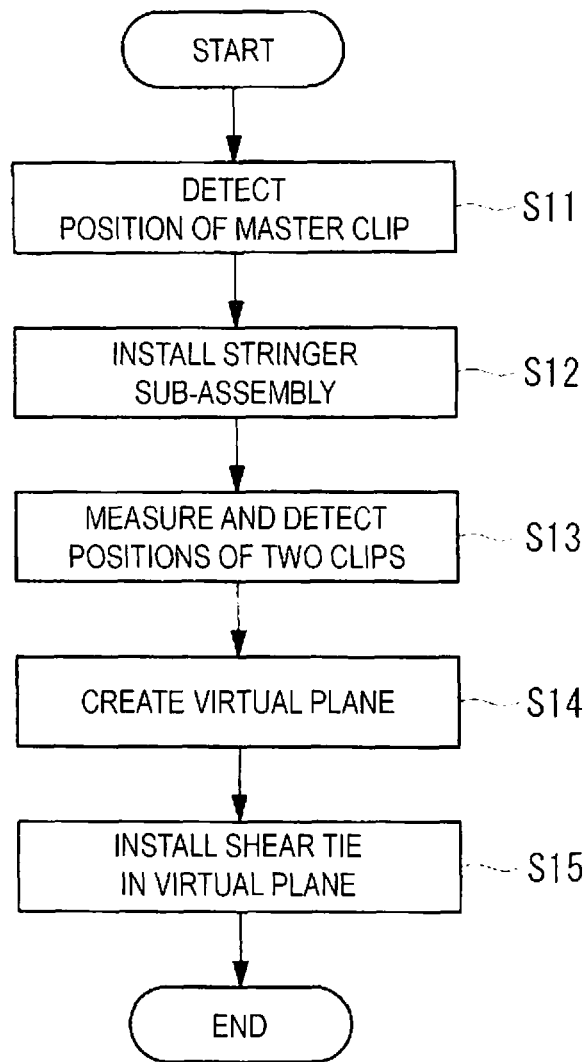 START
DETECT
POSITION OF MASTER CLIP
S11
INSTALL STRINGER
SUB-ASSEMBLY
S12
MEASURE AND DETECT
POSITIONS OF TWO CLIPS
S13
CREATE VIRTUAL PLANE
S14
INSTALL SHEAR TIE
IN VIRTUAL PLANE
S15
END